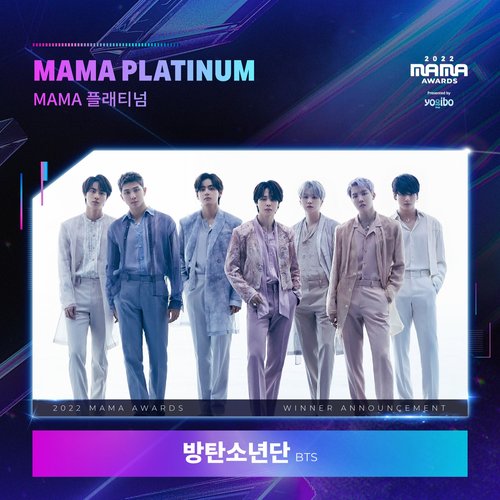 MAMA PLATINUM
MAMA 플래티넘
2022
MAMA
AWARDS
Presented by
yogibo
2022 MAMA AWARDS
WINNER ANNOUNCEMENT
방탄소년단 BTS